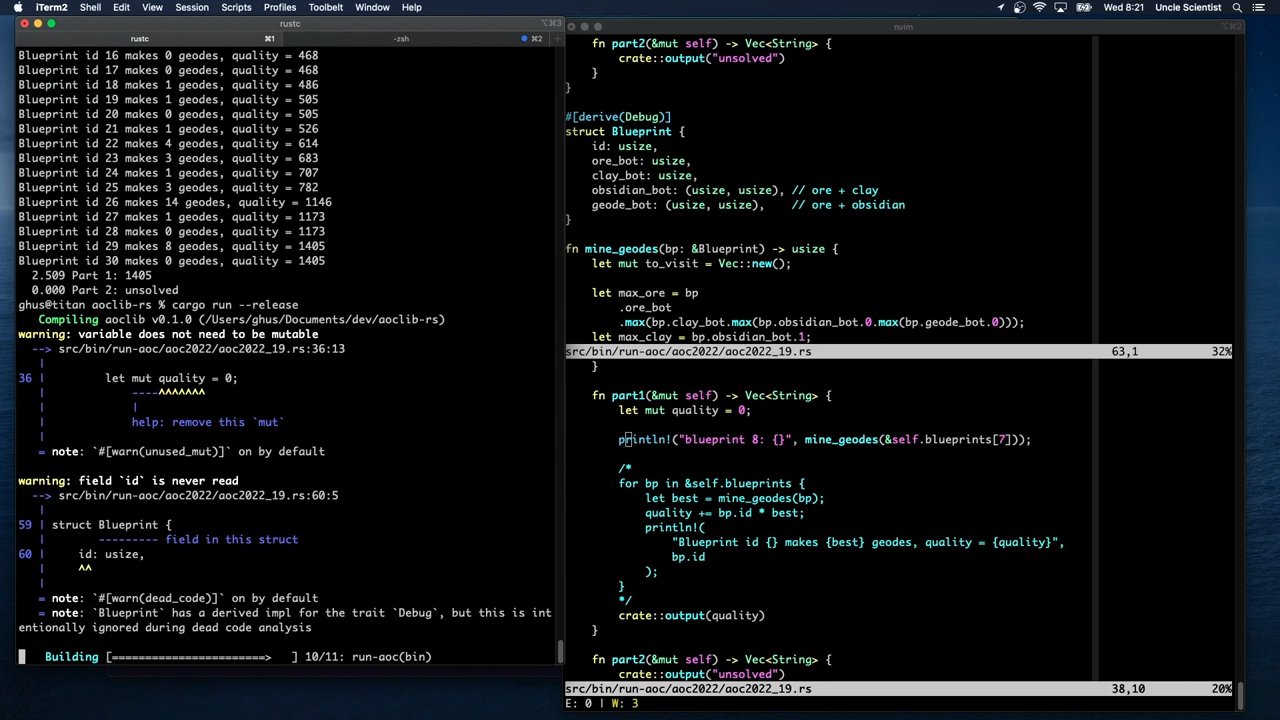 iTerm2 Shell Edit View Session Scripts Profiles Toolbelt Window Help Wed 8:21 Uncle Scientist
rustc ⌥⌘3
rustc ⌘1 -zsh ⌘2
Blueprint id 16 makes 0 geodes, quality = 468
Blueprint id 17 makes 0 geodes, quality = 468
Blueprint id 18 makes 1 geodes, quality = 486
Blueprint id 19 makes 1 geodes, quality = 505
Blueprint id 20 makes 0 geodes, quality = 505
Blueprint id 21 makes 1 geodes, quality = 526
Blueprint id 22 makes 4 geodes, quality = 614
Blueprint id 23 makes 3 geodes, quality = 683
Blueprint id 24 makes 1 geodes, quality = 707
Blueprint id 25 makes 3 geodes, quality = 782
Blueprint id 26 makes 14 geodes, quality = 1146
Blueprint id 27 makes 1 geodes, quality = 1173
Blueprint id 28 makes 0 geodes, quality = 1173
Blueprint id 29 makes 8 geodes, quality = 1405
Blueprint id 30 makes 0 geodes, quality = 1405
2.509 Part 1: 1405
0.000 Part 2: unsolved
ghus@titan aoclib-rs % cargo run --release
Compiling aoclib v0.1.0 (/Users/ghus/Documents/dev/aoclib-rs)
warning: variable does not need to be mutable
--> src/bin/run-aoc/aoc2022/aoc2022_19.rs:36:13
|
36 | let mut quality = 0;
| ----^^^^^^^
| |
| help: remove this `mut`
|
= note: `#[warn(unused_mut)]` on by default
warning: field `id` is never read
--> src/bin/run-aoc/aoc2022/aoc2022_19.rs:60:5
|
59 | struct Blueprint {
| --------- field in this struct
60 | id: usize,
| ^^
|
= note: `#[warn(dead_code)]` on by default
= note: `Blueprint` has a derived impl for the trait `Debug`, but this is int
entionally ignored during dead code analysis
Building [=======================> ] 10/11: run-aoc(bin)
nvim ⌥⌘2
fn part2(&mut self) -> Vec<String> {
crate::output("unsolved")
}
}
#[derive(Debug)]
struct Blueprint {
id: usize,
ore_bot: usize,
clay_bot: usize,
obsidian_bot: (usize, usize), // ore + clay
geode_bot: (usize, usize), // ore + obsidian
}
fn mine_geodes(bp: &Blueprint) -> usize {
let mut to_visit = Vec::new();
let max_ore = bp
.ore_bot
.max(bp.clay_bot.max(bp.obsidian_bot.0.max(bp.geode_bot.0)));
let max_clay = bp.obsidian_bot.1;
src/bin/run-aoc/aoc2022/aoc2022_19.rs 63,1 32%
}
fn part1(&mut self) -> Vec<String> {
let mut quality = 0;
println!("blueprint 8: {}", mine_geodes(&self.blueprints[7]));
/*
for bp in &self.blueprints {
let best = mine_geodes(bp);
quality += bp.id * best;
println!(
"Blueprint id {} makes {best} geodes, quality = {quality}",
bp.id
);
}
*/
crate::output(quality)
}
fn part2(&mut self) -> Vec<String> {
crate::output("unsolved")
src/bin/run-aoc/aoc2022/aoc2022_19.rs 38,10 20%
E: 0 | W: 3